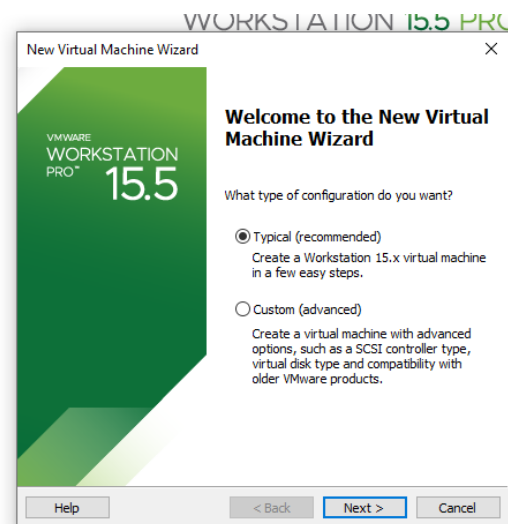 WORKSTATION 15.5 PRO
New Virtual Machine Wizard
VMWARE
WORKSTATION
PRO™ 15.5
Welcome to the New Virtual
Machine Wizard
What type of configuration do you want?
Typical (recommended)
Create a Workstation 15.x virtual machine
in a few easy steps.
Custom (advanced)
Create a virtual machine with advanced
options, such as a SCSI controller type,
virtual disk type and compatibility with
older VMware products.
Help
< Back
Next >
Cancel